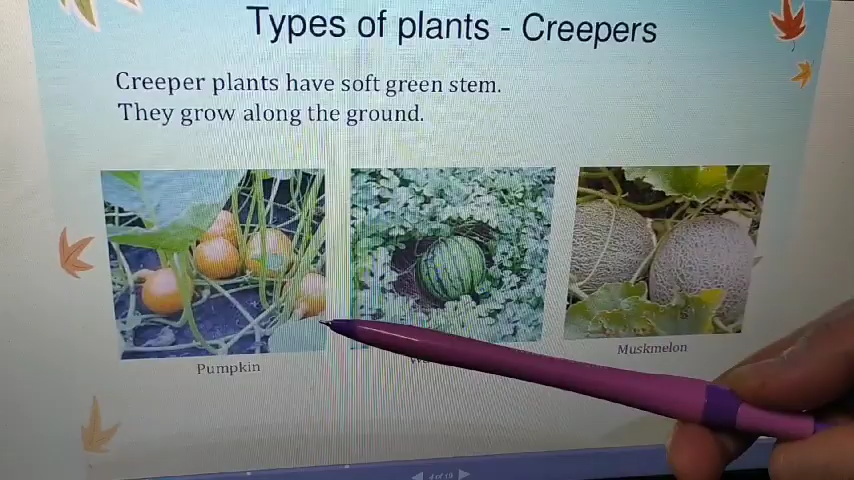 Types of plants - Creepers
Creeper plants have soft green stem.
They grow along the ground.
Pumpkin
Muskmelon